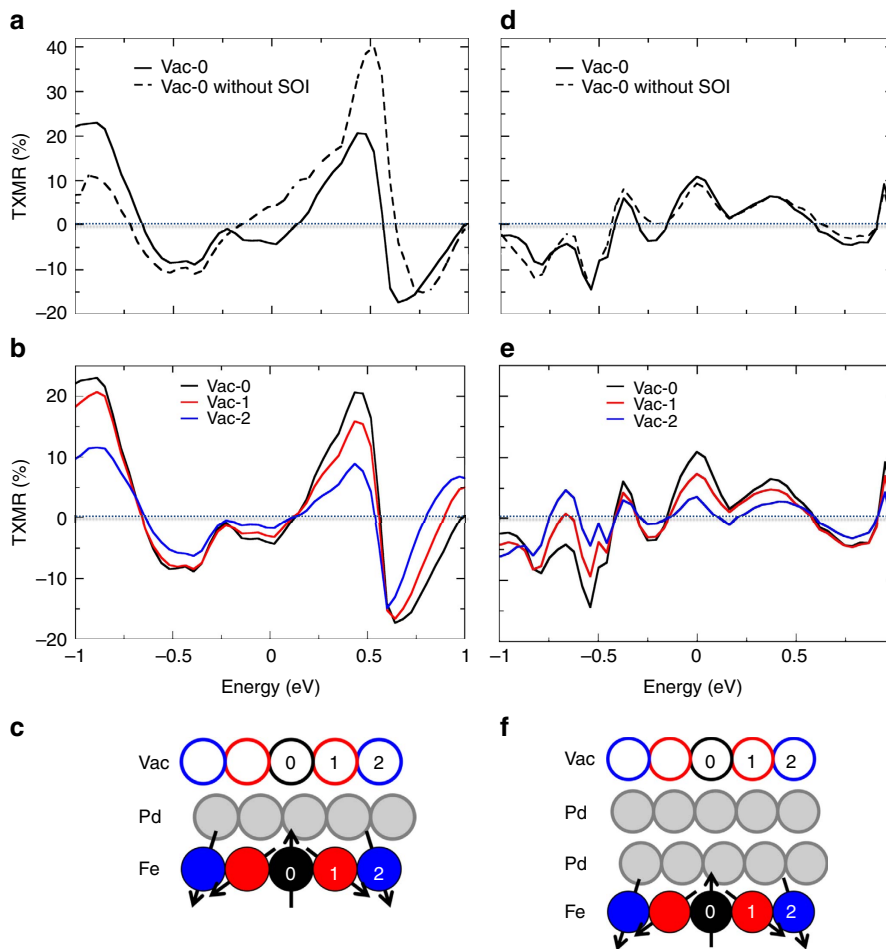 a
40
30
20
10
0
−10
−20
TXMR (%)
Vac-0
Vac-0 without SOI
d
TXMR (%)
Vac-0
Vac-0 without SOI
b
20
10
0
−10
−20
TXMR (%)
Vac-0
Vac-1
Vac-2
−1
−0.5
0
0.5
1
Energy (eV)
e
TXMR (%)
Vac-0
Vac-1
Vac-2
−1
−0.5
0
0.5
Energy (eV)
c
Vac
0
1
2
Pd
Fe
0
1
2
f
Vac
0
1
2
Pd
Pd
Fe
0
1
2